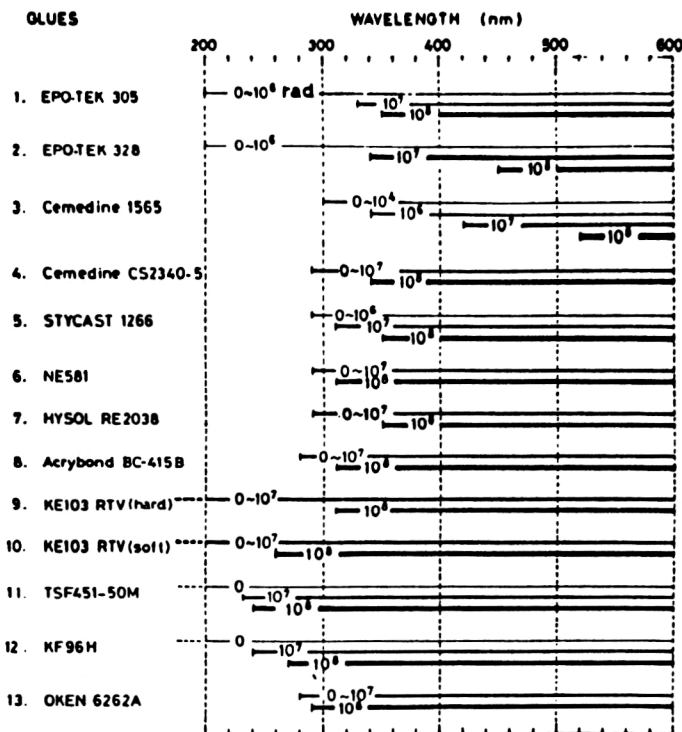 GLUES WAVELENGTH (nm)
200 300 400 500 600
1. EPO-TEK 305 0~10⁶ rad
10⁷
10⁸
2. EPO-TEK 328 0~10⁶
10⁷
10⁸
3. Cemedine 1565 0~10⁴
10⁶
10⁷
10⁸
4. Cemedine CS2340-5 0~10⁷
10⁸
5. STYCAST 1266 0~10⁶
10⁷
10⁸
6. NE581 0~10⁷
10⁸
7. HYSOL RE2038 0~10⁷
10⁸
8. Acrybond BC-415B 0~10⁷
10⁸
9. KE103 RTV(hard) 0~10⁷
10⁸
10. KE103 RTV(soft) 0~10⁷
10⁸
11. TSF451-50M 0
10⁷
10⁸
12. KF96H 0
10⁷
10⁸
13. OKEN 6262A 0~10⁷
10⁸